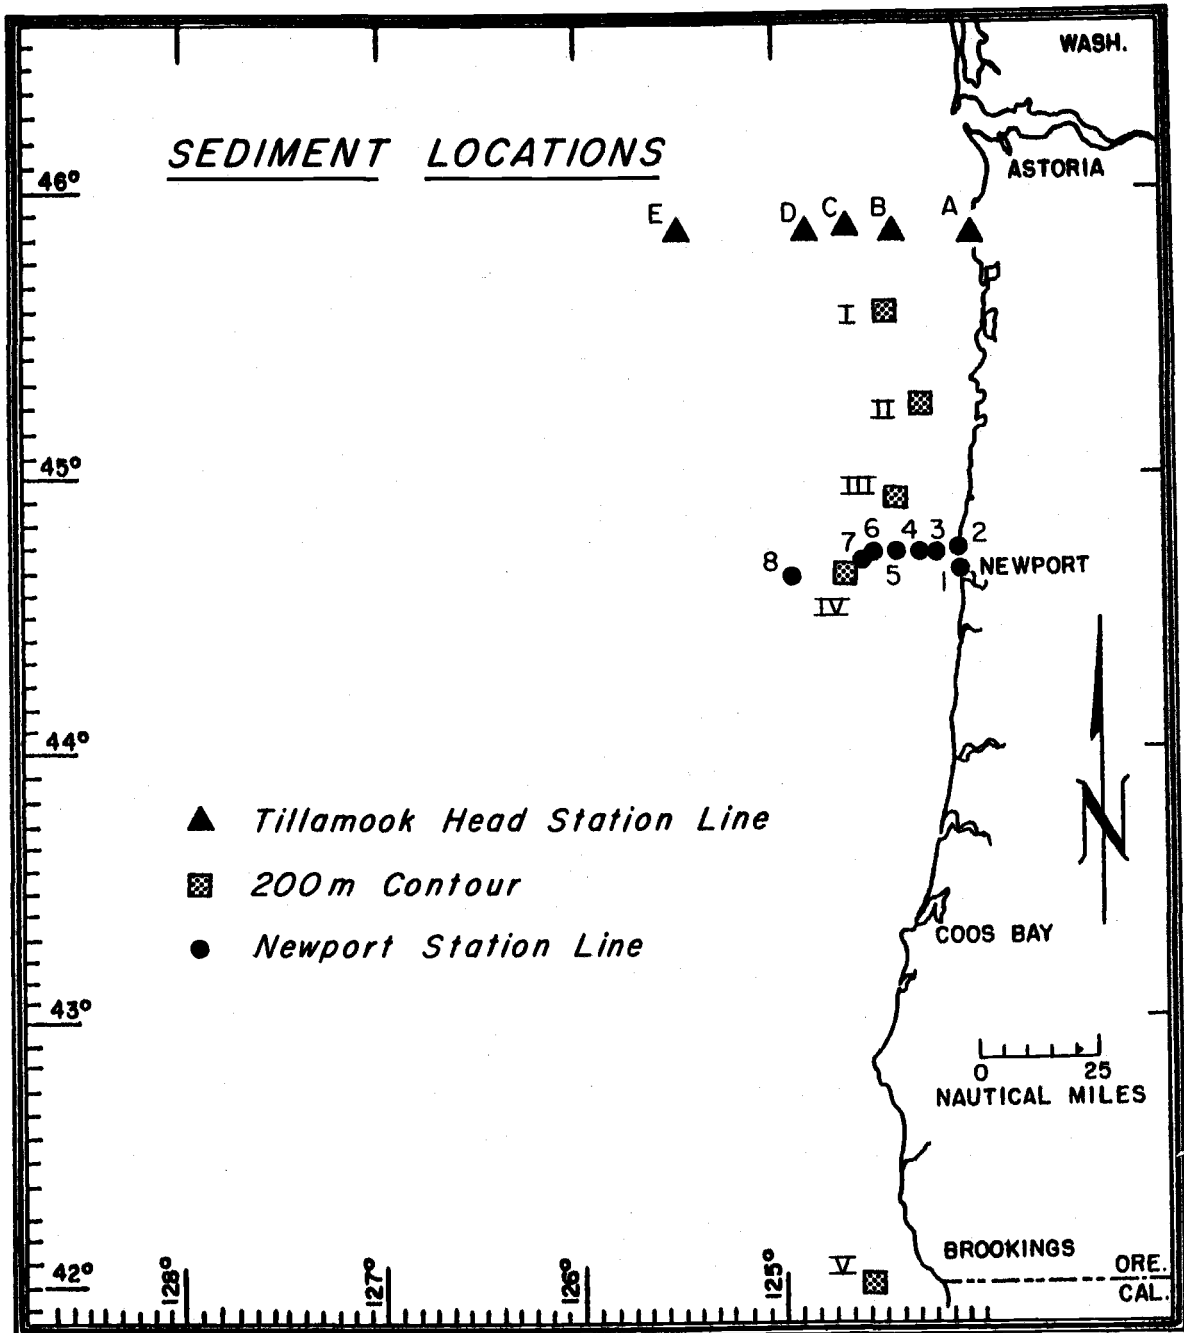 WASH.
SEDIMENT LOCATIONS
ASTORIA
46°
E
D
C
B
A
I
II
45°
III
6
4
3
2
7
8
5
1
NEWPORT
IV
44°
N
Tillamook Head Station Line
200m Contour
Newport Station Line
COOS BAY
43°
0 25
NAUTICAL MILES
BROOKINGS
ORE.
CAL.
V
42°
128°
127°
126°
125°